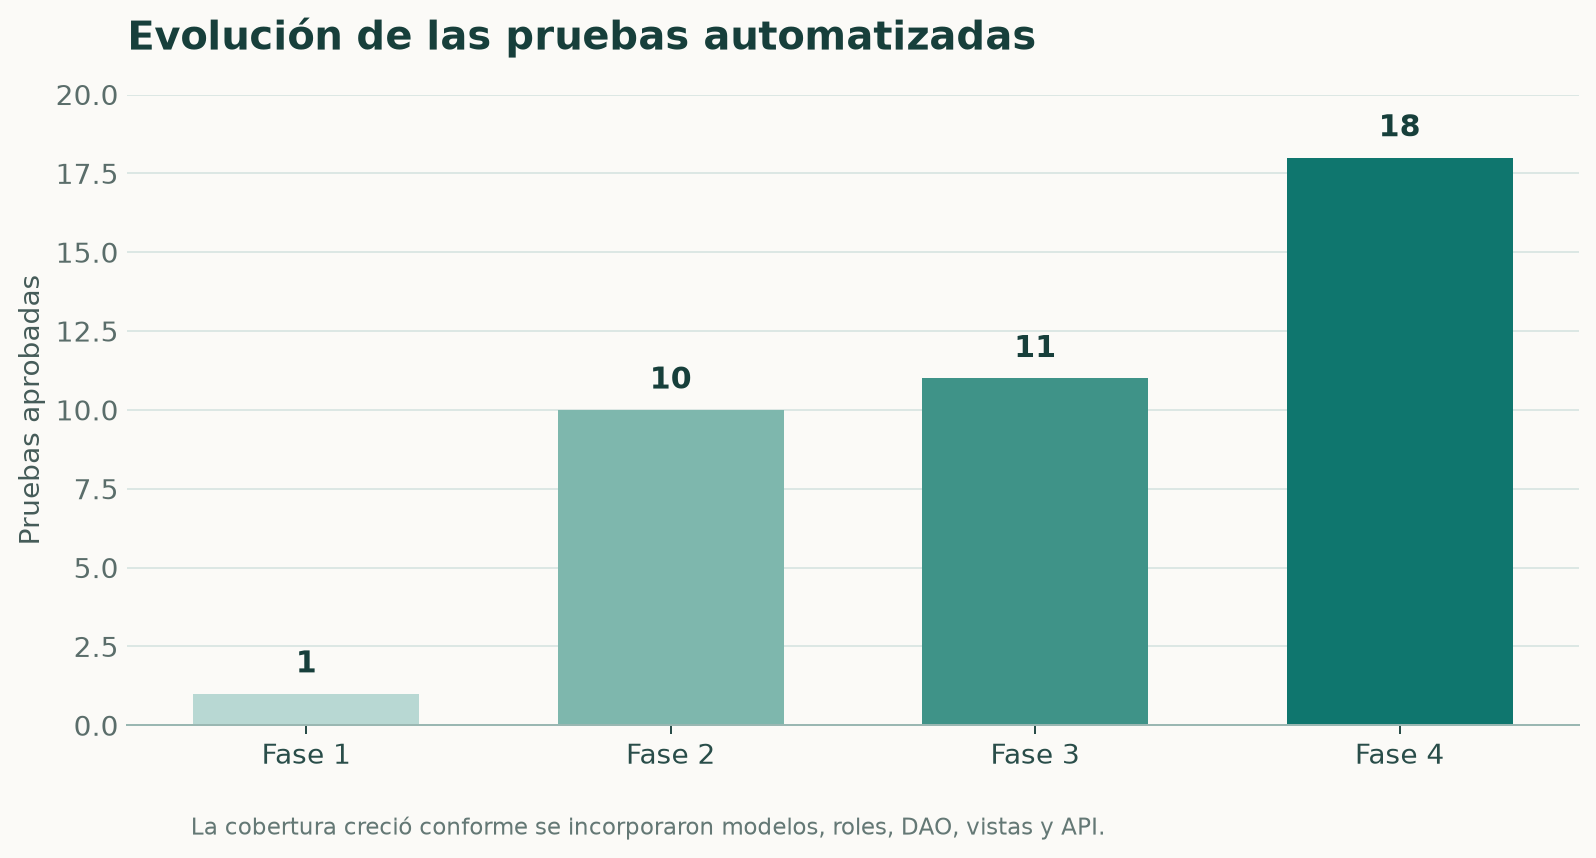 Evolución de las pruebas automatizadas
Pruebas aprobadas
20.0
17.5
15.0
12.5
10.0
7.5
5.0
2.5
0.0
1
10
11
18
Fase 1
Fase 2
Fase 3
Fase 4
La cobertura creció conforme se incorporaron modelos, roles, DAO, vistas y API.